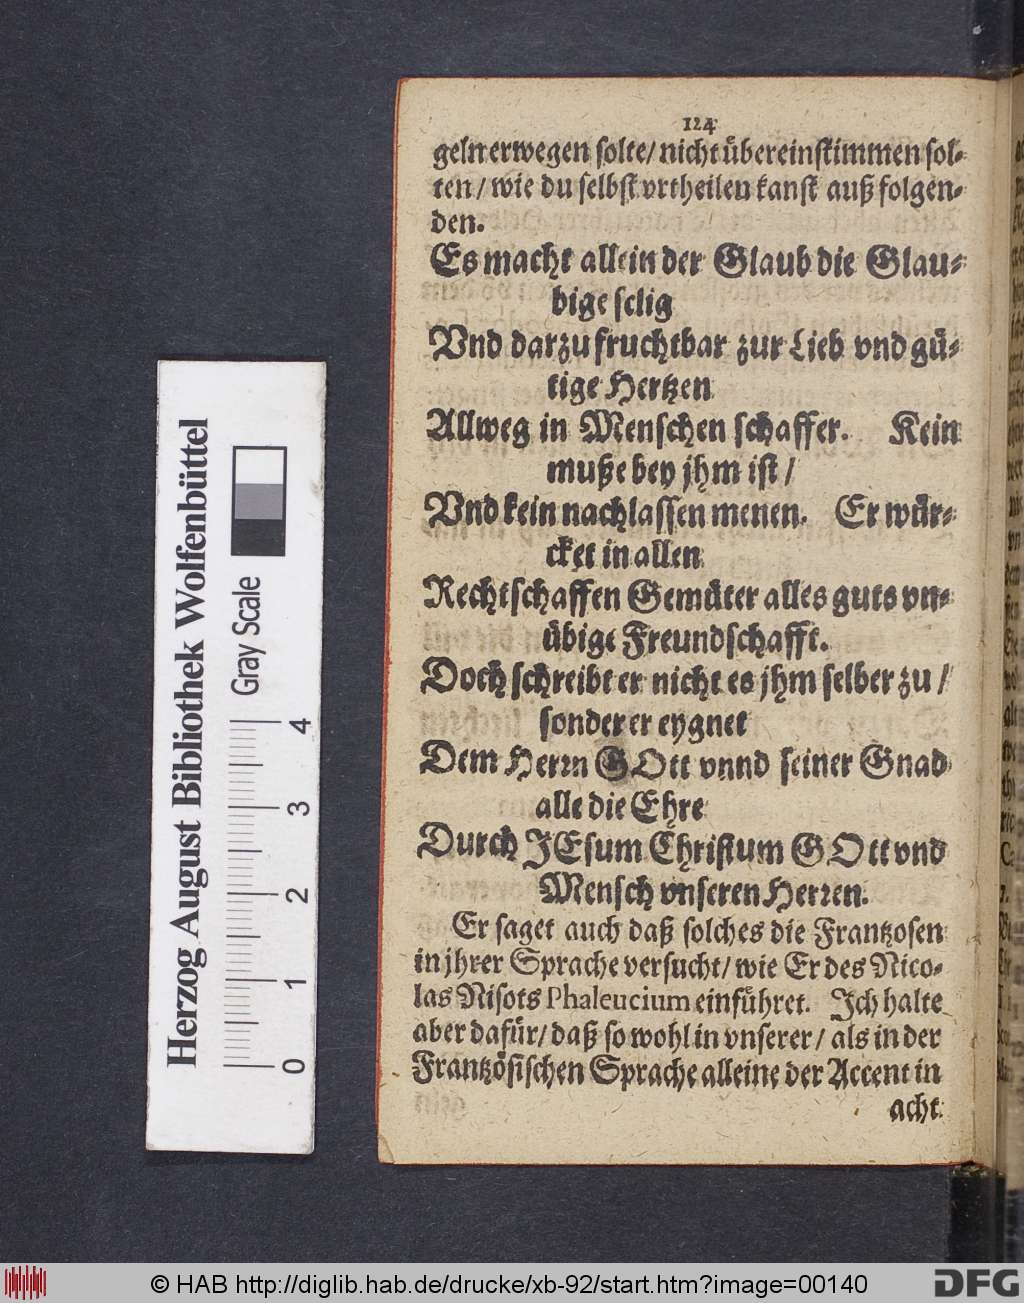 124
geln erwegen solte/ nicht übereinstimmen sol-
ten/ wie du selbst vrtheilen kanst auß folgen-
den.
Es macht allein der Glaub die Glau-
bige selig
Vnd darzu fruchtbar zur Lieb vnd gü-
tige Hertzen
Allweg in Menschen schaffer. Kein
muße bey jhm ist/
Vnd kein nachlassen menen. Er wür-
cket in allen
Rechtschaffen Gemüter alles guts vn-
übige Freundschafft.
Doch schreibt er nicht es jhm selber zu/
sonder er eygnet
Dem Herrn GOtt vnnd seiner Gnad
alle die Ehre
Durch JEsum Christum GOtt vnd
Mensch vnseren Herren.
Er saget auch daß solches die Frantzosen
in jhrer Sprache versucht/ wie Er des Nico-
las Nisots Phaleucium einführet. Jch halte
aber dafür/ daß so wohl in vnserer/ als in der
Frantzösischen Sprache alleine der Accent in
acht
Herzog August Bibliothek Wolfenbüttel
Gray Scale
0 1 2 3 4
© HAB http://diglib.hab.de/drucke/xb-92/start.htm?image=00140
DFG